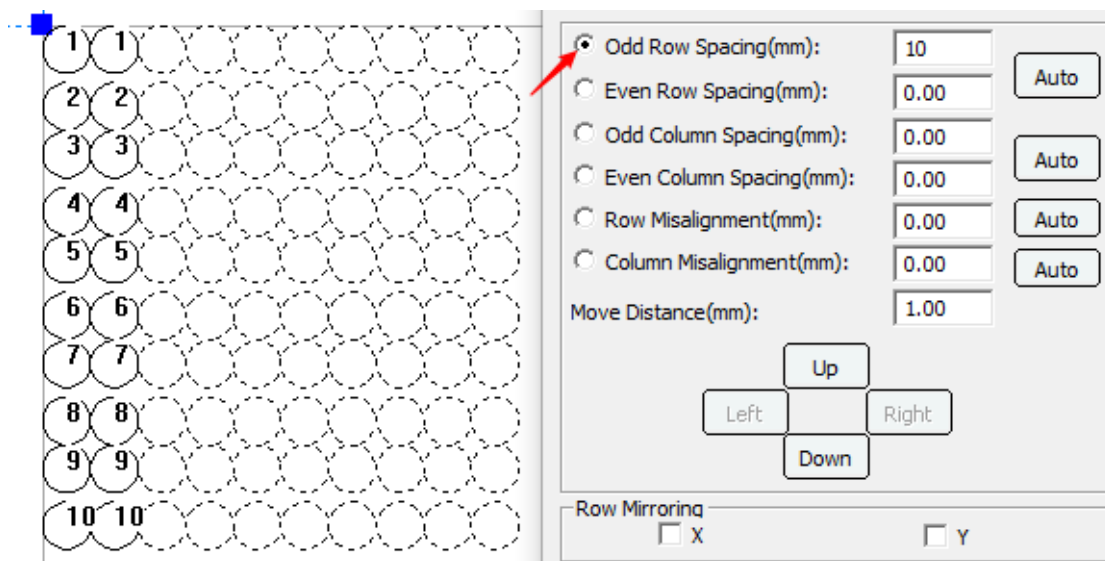 1 1
2 2
3 3
4 4
5 5
6 6
7 7
8 8
9 9
10 10
Odd Row Spacing(mm): 10
Auto
Even Row Spacing(mm): 0.00
Odd Column Spacing(mm): 0.00
Auto
Even Column Spacing(mm): 0.00
Row Misalignment(mm): 0.00 Auto
Column Misalignment(mm): 0.00 Auto
Move Distance(mm): 1.00
Up
Left Right
Down
Row Mirroring
X Y